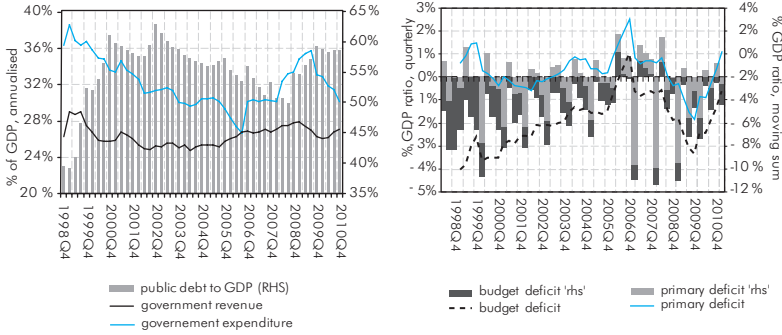 % of GDP, annualised
40%
36%
32%
28%
24%
20 %
65%
60%
55%
50%
45%
40%
35%
1998Q4
1999Q4
2000Q4
2001Q4
2002Q4
2003Q4
2004Q4
2005Q4
2006Q4
2007Q4
2008Q4
2009Q4
2010Q4
public debt to GDP (RHS)
government revenue
governement expenditure
%, GDP ratio, quarterly
3%
2%
1%
0%
- 1%
- 2%
- 3%
- 4%
- 5%
4%
2%
0%
2 %
-4 %
-6 %
-8 %
-10 %
-12 %
% GDP ratio, moving sum
1998Q4
1999Q4
2000Q4
2001Q4
2002Q4
2003Q4
2004Q4
2005Q4
2006Q4
2007Q4
2008Q4
2009Q4
2010Q4
budget deficit 'rhs'
budget deficit
primary deficit 'rhs'
primary deficit